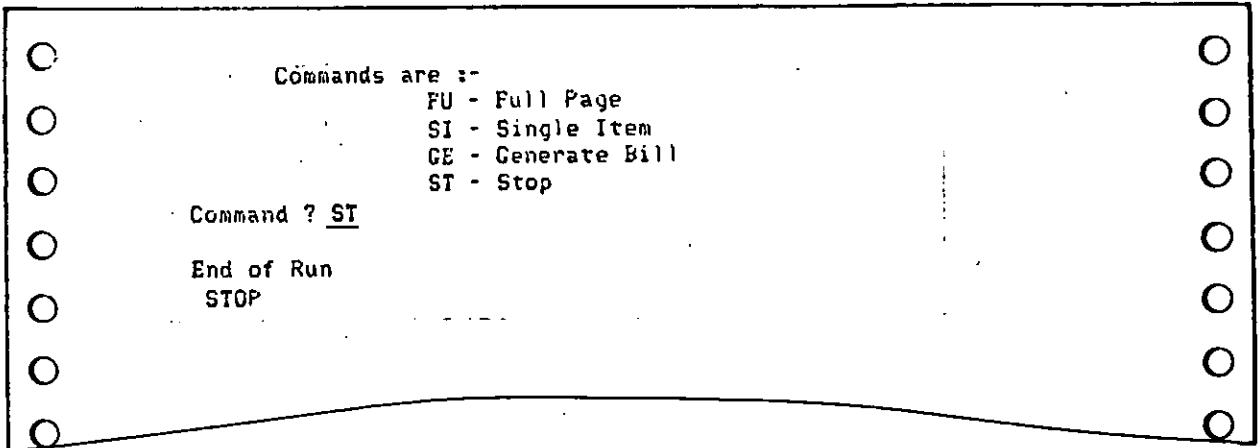 Commands are :-
FU - Full Page
SI - Single Item
GE - Generate Bill
ST - Stop
Command ? ST
End of Run
STOP